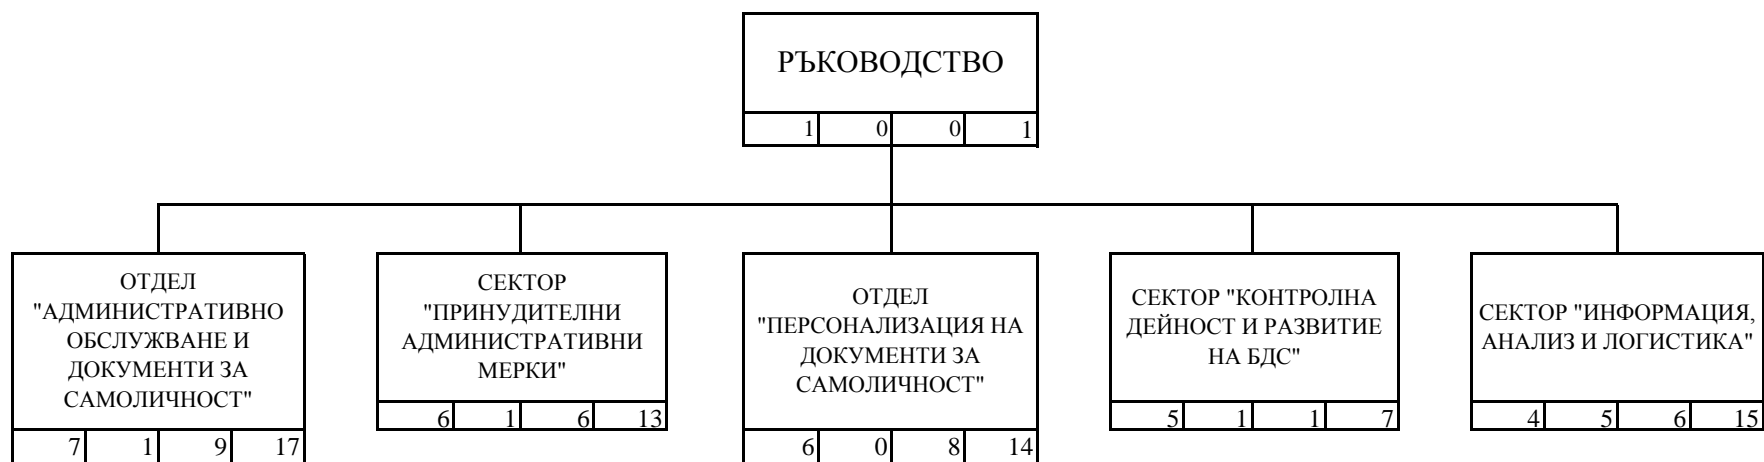 РЪКОВОДСТВО
1 0 0 1
ОТДЕЛ
"АДМИНИСТРАТИВНО
ОБСЛУЖВАНЕ И
ДОКУМЕНТИ ЗА
САМОЛИЧНОСТ"
7 1 9 17
СЕКТОР
"ПРИНУДИТЕЛНИ
АДМИНИСТРАТИВНИ
МЕРКИ"
6 1 6 13
ОТДЕЛ
"ПЕРСОНАЛИЗАЦИЯ НА
ДОКУМЕНТИ ЗА
САМОЛИЧНОСТ"
6 0 8 14
СЕКТОР "КОНТРОЛНА
ДЕЙНОСТ И РАЗВИТИЕ
НА БДС"
5 1 1 7
СЕКТОР "ИНФОРМАЦИЯ,
АНАЛИЗ И ЛОГИСТИКА"
4 5 6 15